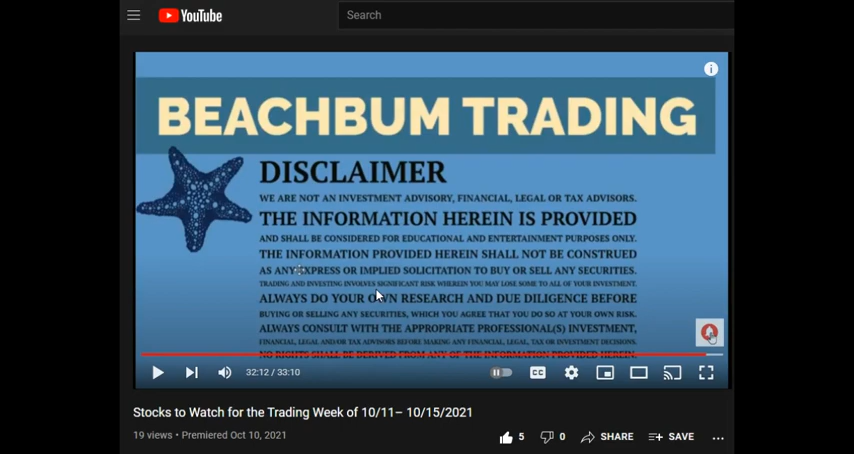 YouTube
Search
BEACHBUM TRADING
DISCLAIMER
WE ARE NOT AN INVESTMENT ADVISORY, FINANCIAL, LEGAL OR TAX ADVISORS.
THE INFORMATION HEREIN IS PROVIDED
AND SHALL BE CONSIDERED FOR EDUCATIONAL AND ENTERTAINMENT PURPOSES ONLY.
THE INFORMATION PROVIDED HEREIN SHALL NOT BE CONSTRUED
AS ANY EXPRESS OR IMPLIED SOLICITATION TO BUY OR SELL ANY SECURITIES.
TRADING AND INVESTING INVOLVES SIGNIFICANT RISK WHEREIN YOU MAY LOSE SOME TO ALL OF YOUR INVESTMENT.
ALWAYS DO YOUR OWN RESEARCH AND DUE DILIGENCE BEFORE
BUYING OR SELLING ANY SECURITIES, WHICH YOU AGREE THAT YOU DO SO AT YOUR OWN RISK.
ALWAYS CONSULT WITH THE APPROPRIATE PROFESSIONAL(S) INVESTMENT,
FINANCIAL, LEGAL AND/OR TAX ADVISORS BEFORE MAKING ANY FINANCIAL, LEGAL, TAX OR INVESTMENT DECISIONS.
NO RIGHTS SHALL BE DERIVED FROM ANY OF THE INFORMATION PROVIDED HEREIN.
32:12 / 33:10
CC
Stocks to Watch for the Trading Week of 10/11– 10/15/2021
19 views • Premiered Oct 10, 2021
5 0 SHARE SAVE ...